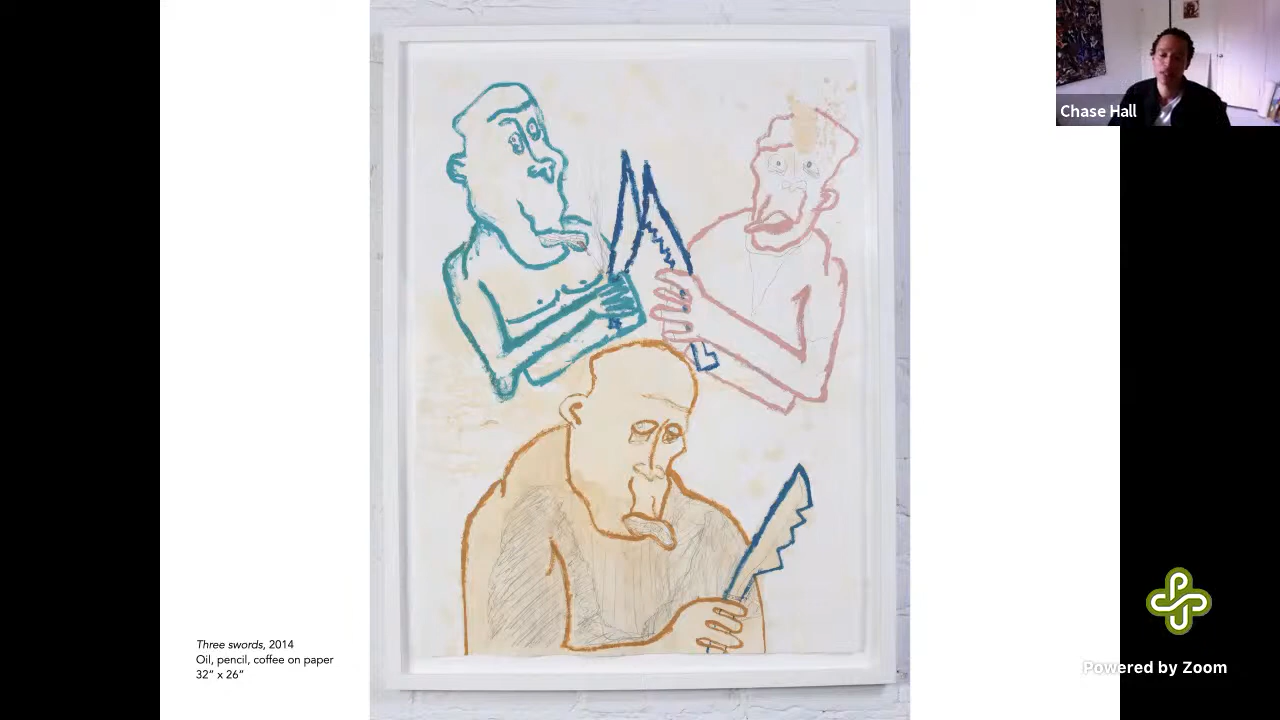 Chase Hall
Three swords, 2014
Oil, pencil, coffee on paper
32” x 26”
Powered by Zoom